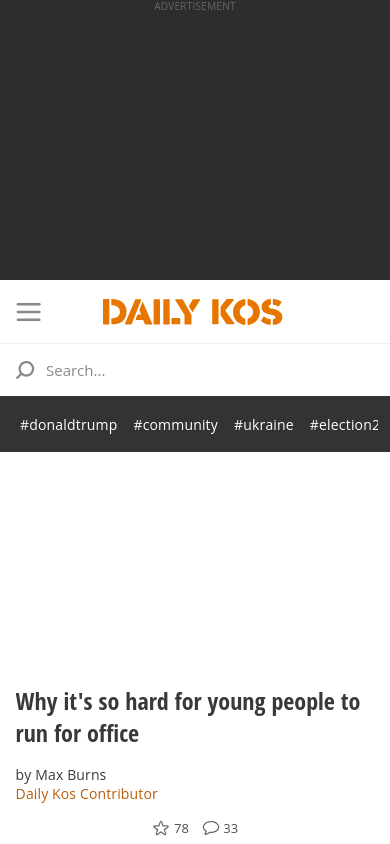 ADVERTISEMENT
DAILY KOS
Search...
#donaldtrump #community #ukraine #election2
Why it's so hard for young people to
run for office
by Max Burns
Daily Kos Contributor
78 33